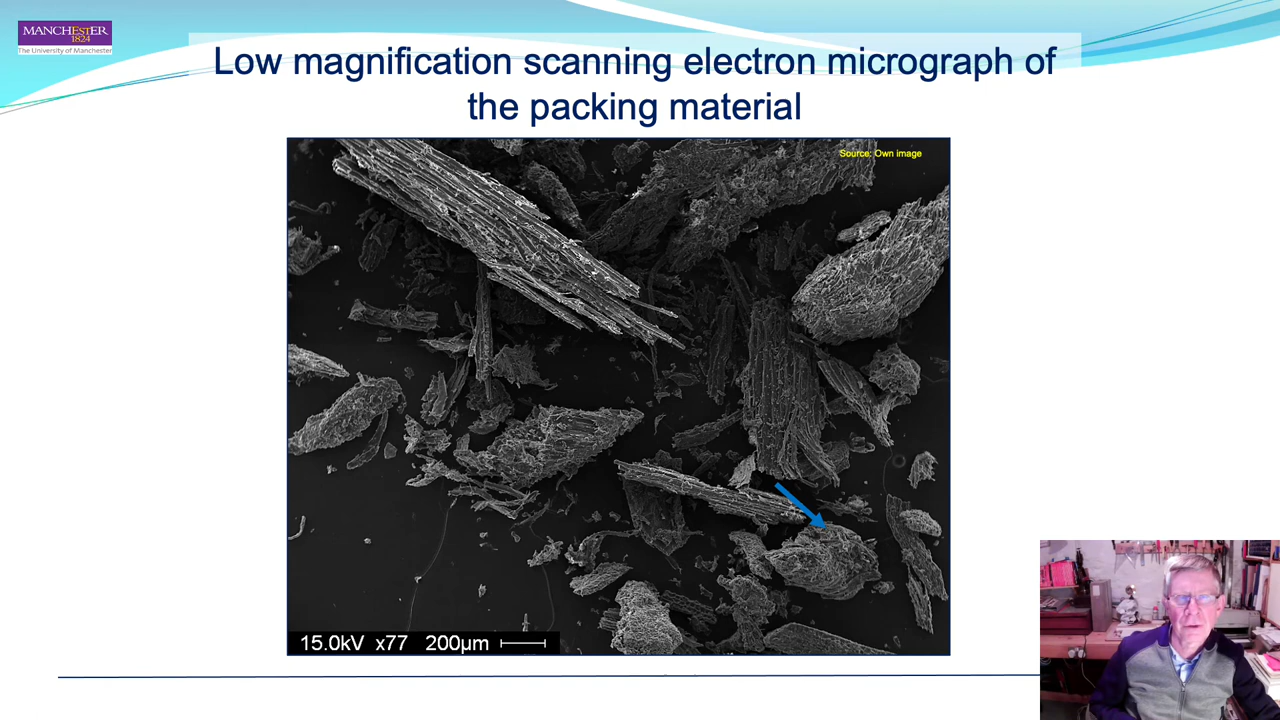 MANCHESTER
1824
The University of Manchester
Low magnification scanning electron micrograph of
the packing material
Source: Own image
15.0kV x77 200µm